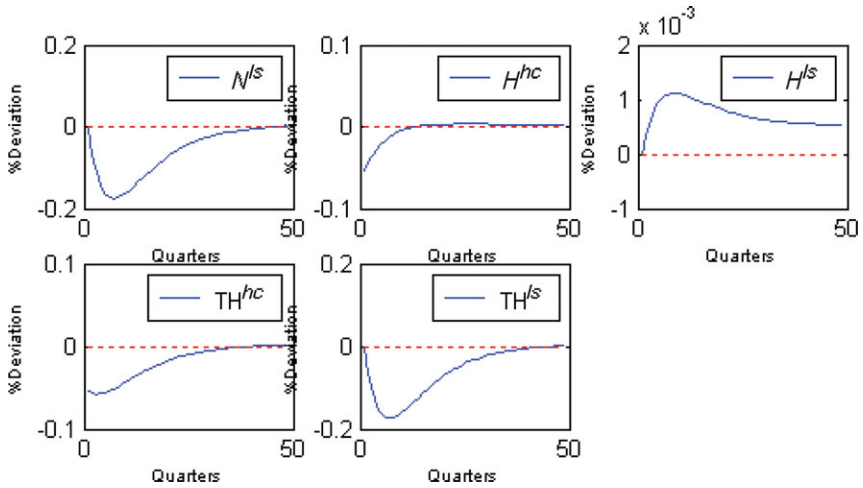 x 10⁻³
0.2
0.1
2
N^ls
H^hc
H^ls
%Deviation
%Deviation
%Deviation
1
0
0
0
-0.2
-0.1
-1
0
50
0
50
0
50
Quarters
Quarters
Quarters
0.1
0.2
TH^hc
TH^ls
%Deviation
%Deviation
0
0
-0.1
-0.2
0
50
0
50
Quarters
Quarters